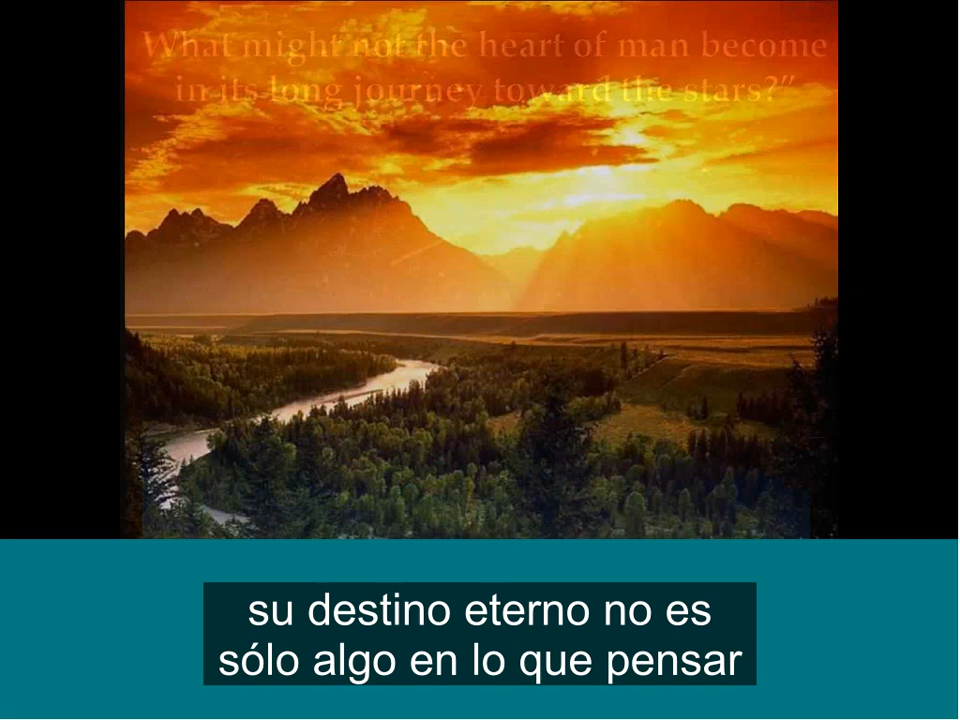 What might not the heart of man become
in its long journey toward the stars?”
su destino eterno no es
sólo algo en lo que pensar